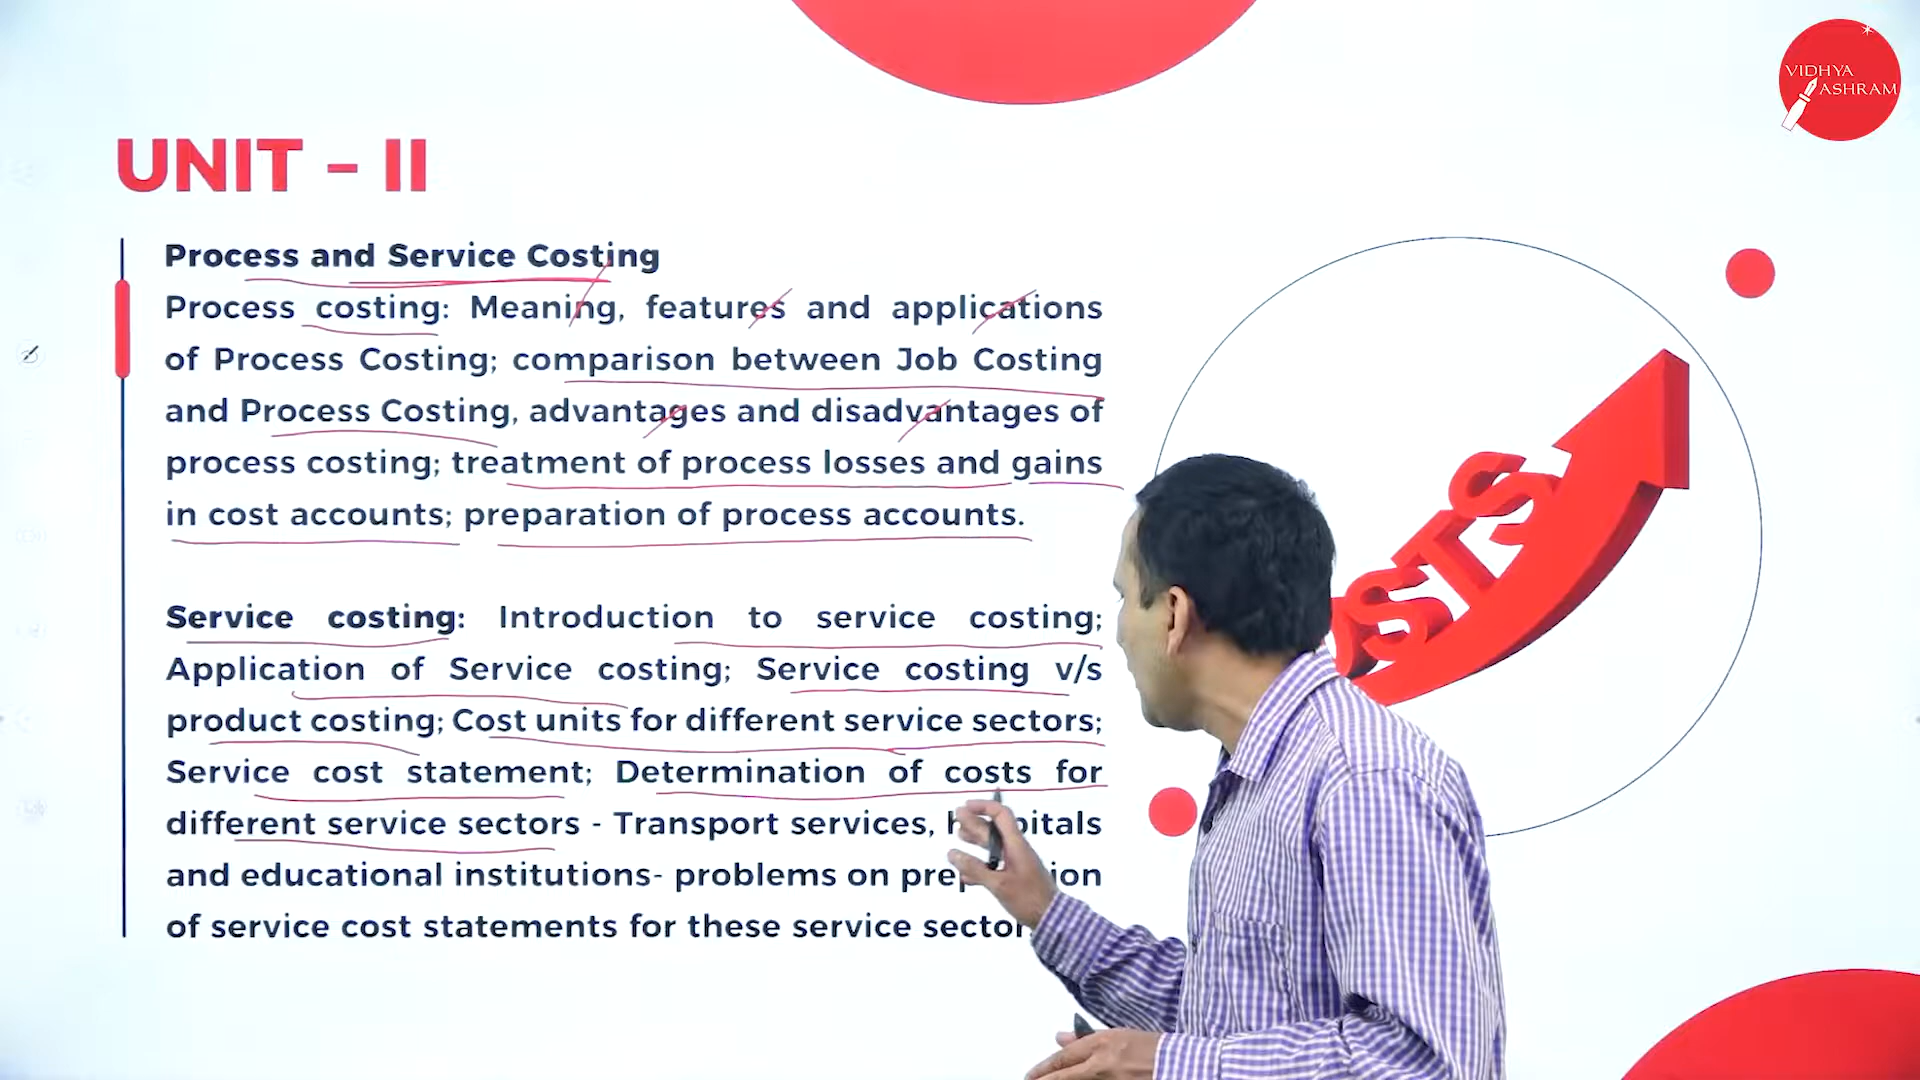 VIDHYA
ASHRAM
UNIT - II
Process and Service Costing
Process costing: Meaning, features and applications
of Process Costing; comparison between Job Costing
and Process Costing, advantages and disadvantages of
process costing; treatment of process losses and gains
in cost accounts; preparation of process accounts.
Service costing: Introduction to service costing;
Application of Service costing; Service costing v/s
product costing; Cost units for different service sectors;
Service cost statement; Determination of costs for
different service sectors - Transport services,
and educational institutions- problems on
of service cost statements for these service